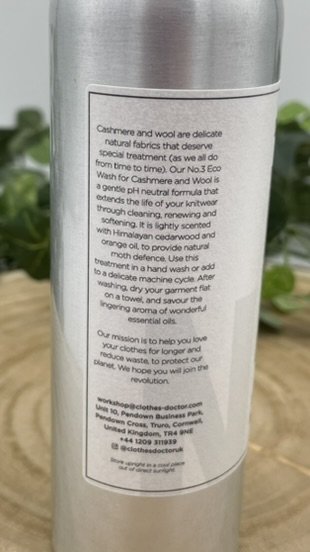 Cashmere and wool are delicate
natural fabrics that deserve
special treatment (as we all do
from time to time). Our No.3 Eco
Wash for Cashmere and Wool is
a gentle pH neutral formula that
extends the life of your knitwear
through cleaning, renewing and
softening. It is lightly scented
with Himalayan cedarwood and
orange oil, to provide natural
moth defence. Use this
treatment in a hand wash or add
to a delicate machine cycle. After
washing, dry your garment flat
on a towel, and savour the
lingering aroma of wonderful
essential oils.
Our mission is to help you love
your clothes for longer and
reduce waste, to protect our
planet. We hope you will join the
revolution.
workshop@clothes-doctor.com
Unit 10, Pendown Business Park,
Pendown Cross, Truro, Cornwall,
United Kingdom, TR4 9NE
+44 1209 311939
@clothesdoctoruk
Store upright in a cool place
out of direct sunlight